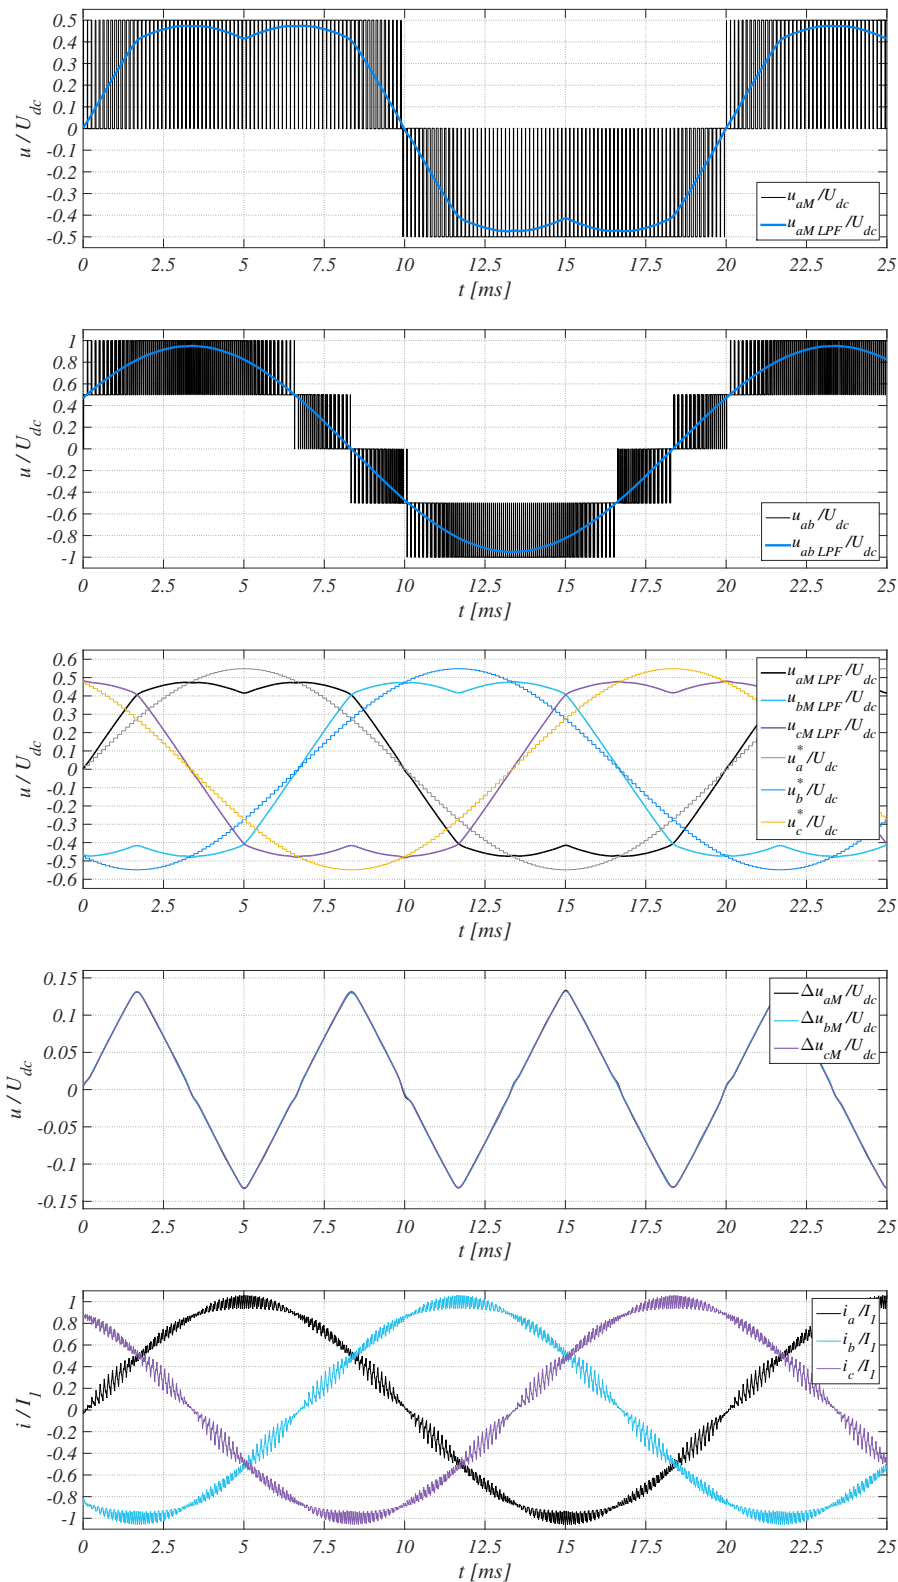 0.5
0.4
0.3
0.2
0.1
0
-0.1
-0.2
-0.3
-0.4
-0.5
u / U_dc
u_aM /U_dc
u_aM LPF /U_dc
0 2.5 5 7.5 10 12.5 15 17.5 20 22.5 25
t [ms]
1
0.8
0.6
0.4
0.2
0
-0.2
-0.4
-0.6
-0.8
-1
u / U_dc
u_ab /U_dc
u_ab LPF /U_dc
0 2.5 5 7.5 10 12.5 15 17.5 20 22.5 25
t [ms]
0.6
0.5
0.4
0.3
0.2
0.1
0
-0.1
-0.2
-0.3
-0.4
-0.5
-0.6
u / U_dc
u_aM LPF /U_dc
u_bM LPF /U_dc
u_cM LPF /U_dc
u_a^* /U_dc
u_b^* /U_dc
u_c^* /U_dc
0 2.5 5 7.5 10 12.5 15 17.5 20 22.5 25
t [ms]
0.15
0.1
0.05
0
-0.05
-0.1
-0.15
u / U_dc
Δu_aM /U_dc
Δu_bM /U_dc
Δu_cM /U_dc
0 2.5 5 7.5 10 12.5 15 17.5 20 22.5 25
t [ms]
1
0.8
0.6
0.4
0.2
0
-0.2
-0.4
-0.6
-0.8
-1
i / I_1
i_a /I_1
i_b /I_1
i_c /I_1
0 2.5 5 7.5 10 12.5 15 17.5 20 22.5 25
t [ms]